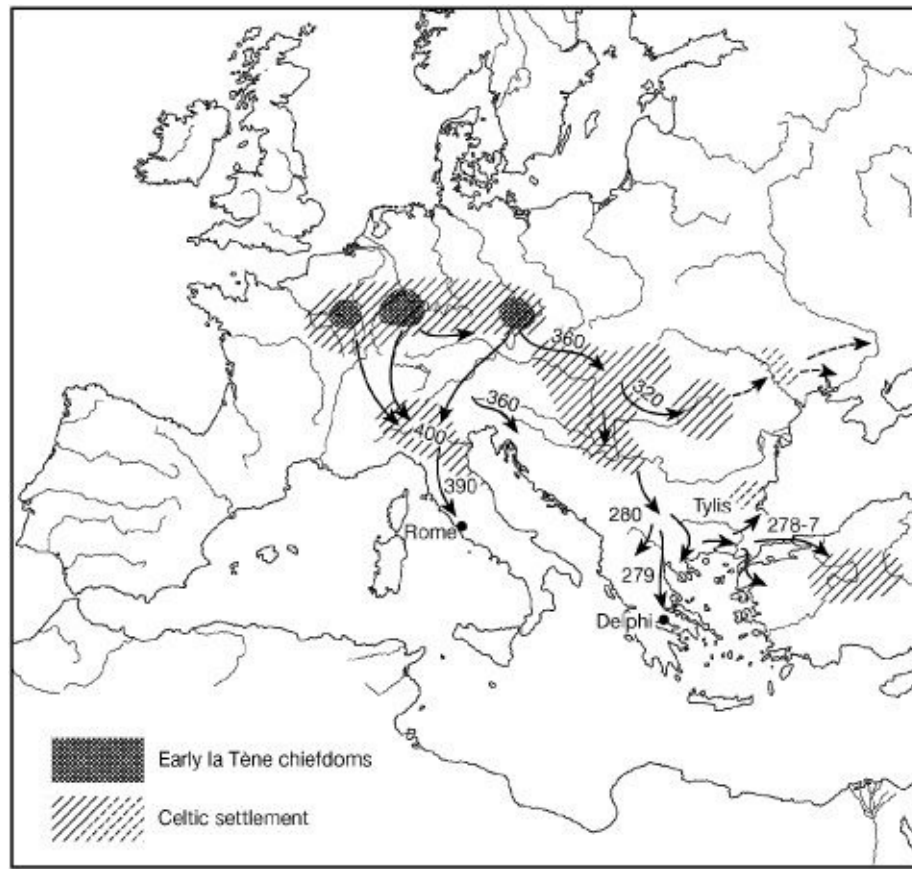 360
320
400
360
390
Rome
280
Tylis
278-7
279
Delphi
Early la Tène chiefdoms
Celtic settlement